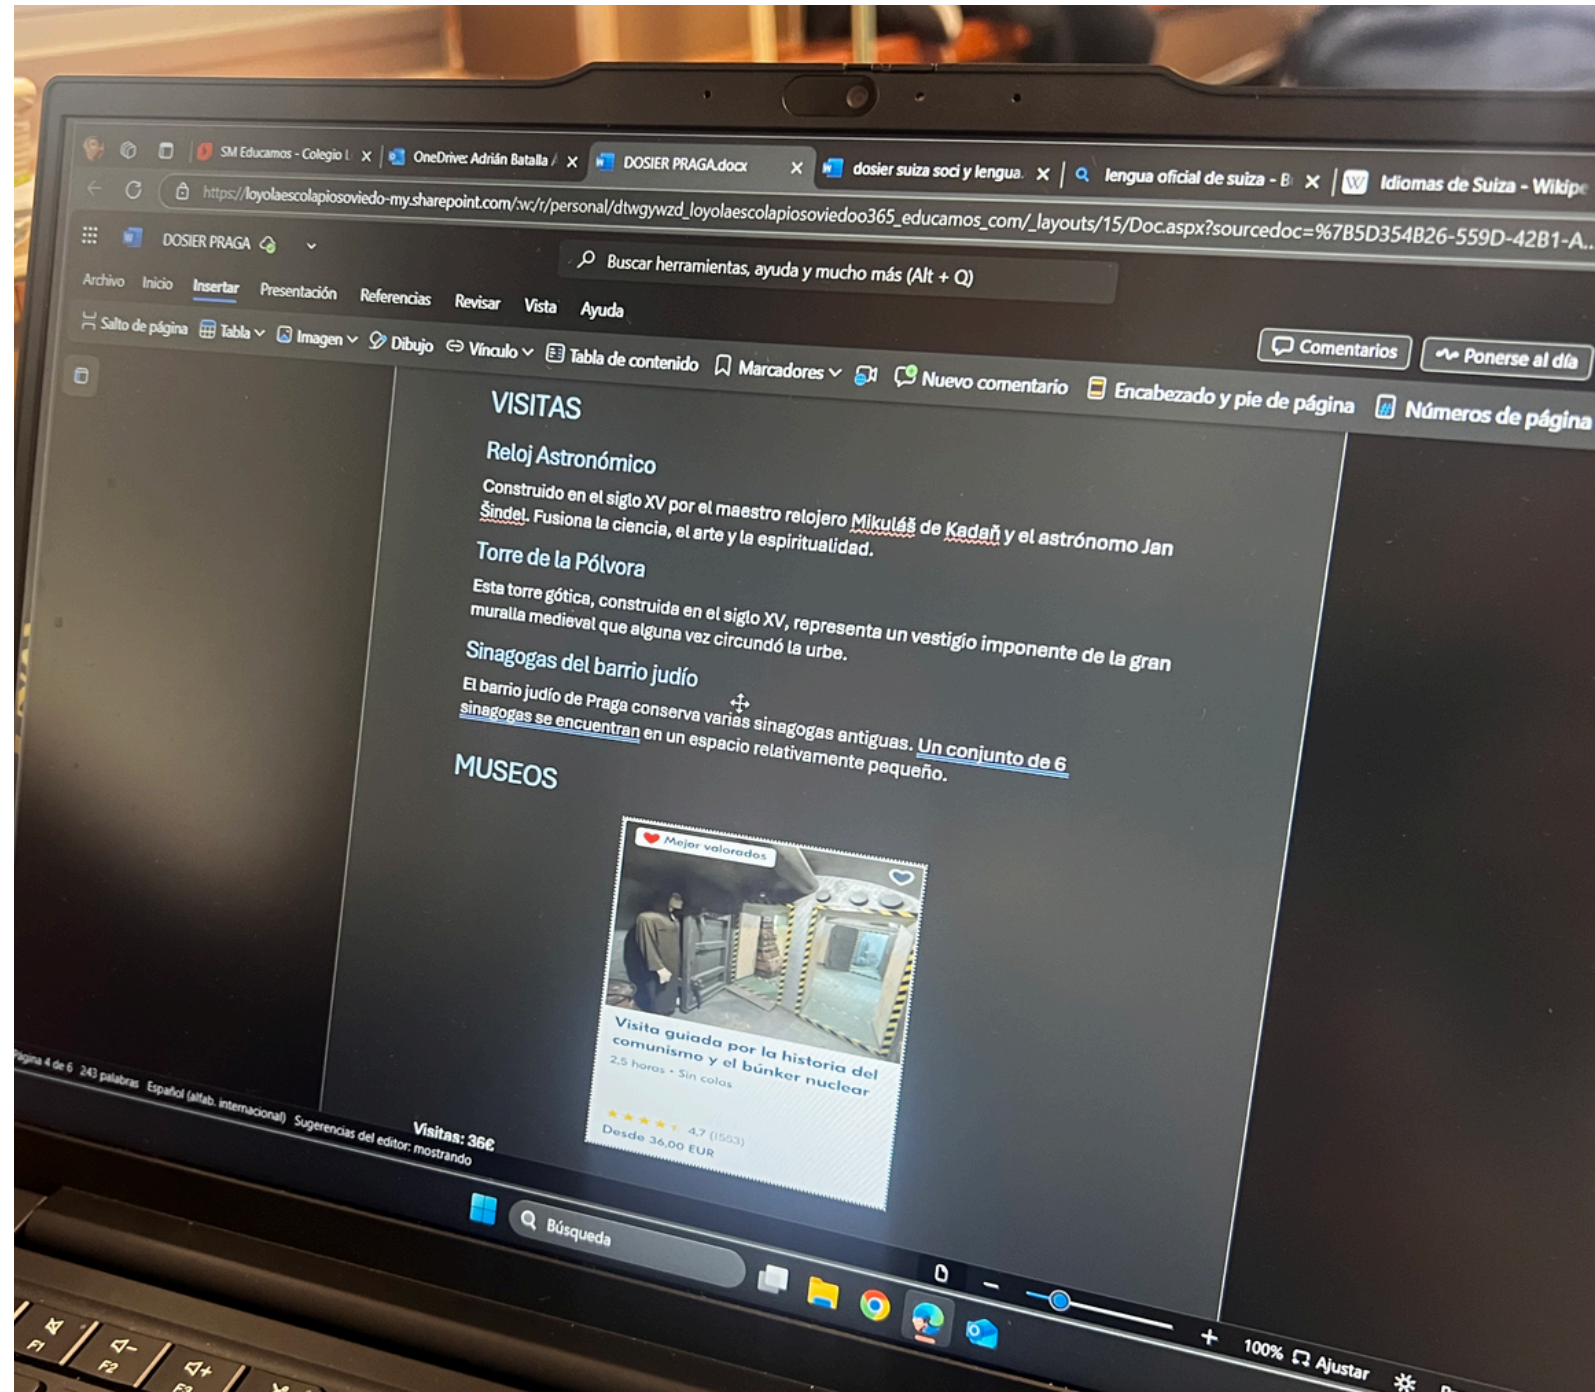 SM Educamos - Colegio L
OneDrive: Adrián Batalla
DOSIER PRAGA.docx
dosier suiza soci y lengua.
lengua oficial de suiza - B
Idiomas de Suiza - Wikipe
https://loyolaescolapiosoviedo-my.sharepoint.com/:w:/r/personal/dtwgywzd_loyolaescolapiosoviedoo365_educamos_com/_layouts/15/Doc.aspx?sourcedoc=%7B5D354B26-559D-42B1-A...
DOSIER PRAGA
Buscar herramientas, ayuda y mucho más (Alt + Q)
Archivo Inicio Insertar Presentación Referencias Revisar Vista Ayuda
Comentarios Ponerse al día
Salto de página Tabla Imagen Dibujo Vínculo Tabla de contenido Marcadores Nuevo comentario Encabezado y pie de página Números de página
VISITAS
Reloj Astronómico
Construido en el siglo XV por el maestro relojero Mikuláš de Kadaň y el astrónomo Jan
Šindel. Fusiona la ciencia, el arte y la espiritualidad.
Torre de la Pólvora
Esta torre gótica, construida en el siglo XV, representa un vestigio imponente de la gran
muralla medieval que alguna vez circundó la urbe.
Sinagogas del barrio judío
El barrio judío de Praga conserva varias sinagogas antiguas. Un conjunto de 6
sinagogas se encuentran en un espacio relativamente pequeño.
MUSEOS
Mejor valorados
Visita guiada por la historia del
comunismo y el búnker nuclear
2,5 horas • Sin colas
4,7 (1553)
Desde 36,00 EUR
Visitas: 36€
Página 4 de 6 243 palabras Español (alfab. internacional) Sugerencias del editor: mostrando
100% Ajustar
Búsqueda
F1
F2
F3